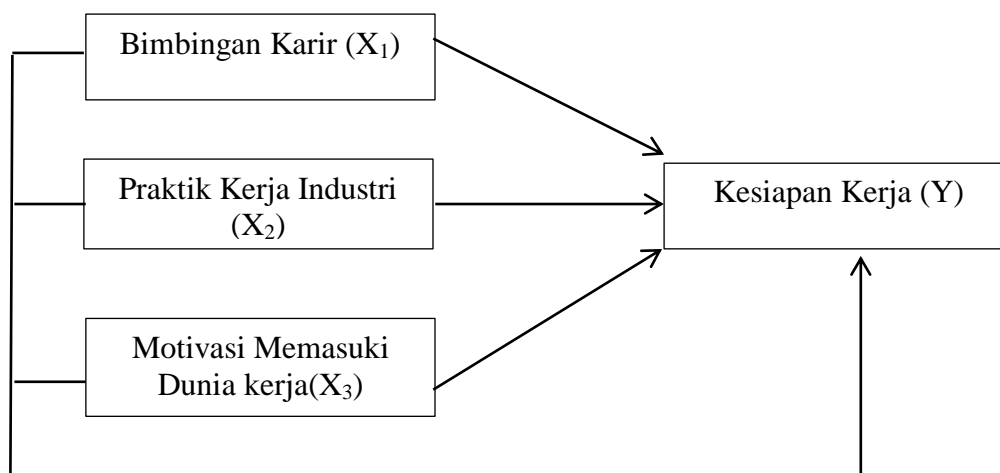 Bimbingan Karir (X₁)
Praktik Kerja Industri
(X₂)
Kesiapan Kerja (Y)
Motivasi Memasuki
Dunia kerja(X₃)